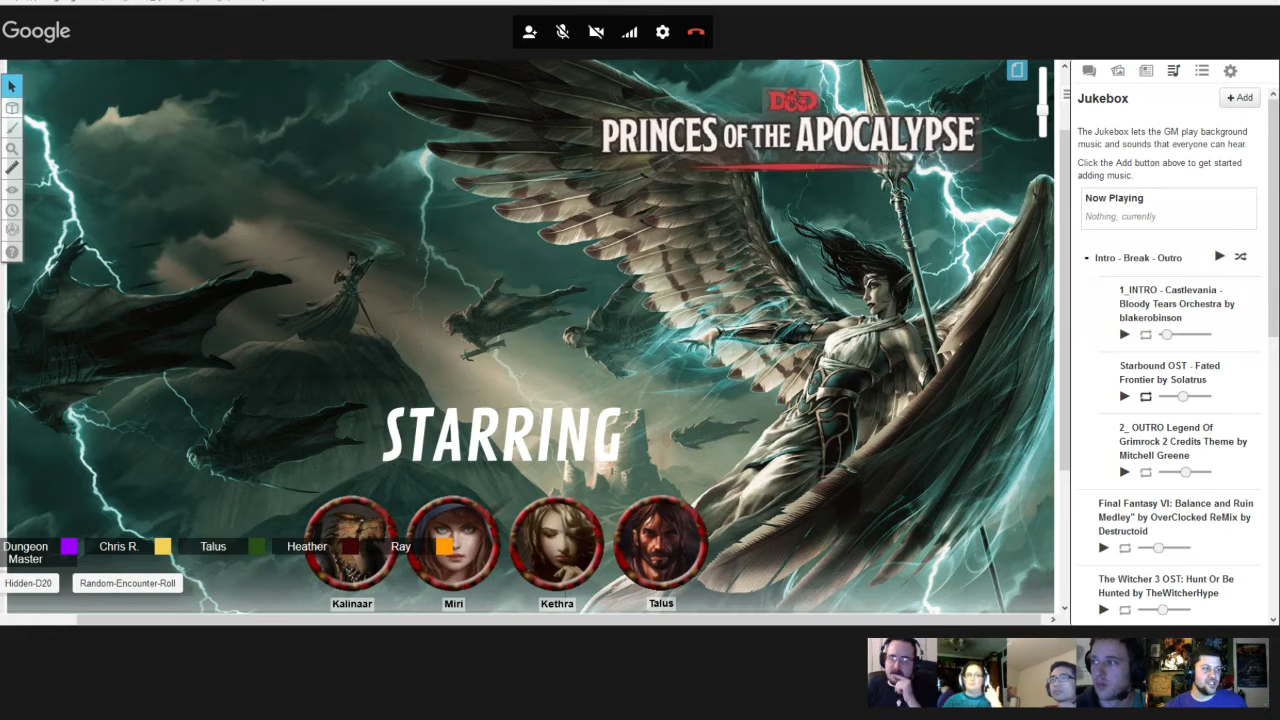 Google
D&D
PRINCES OF THE APOCALYPSE
STARRING
Dungeon Master
Chris R.
Talus
Heather
Ray
Hidden-D20
Random-Encounter-Roll
Kalinaar
Miri
Kethra
Talus
Jukebox
+ Add
The Jukebox lets the GM play background
music and sounds that everyone can hear.
Click the Add button above to get started
adding music.
Now Playing
Nothing, currently.
Intro - Break - Outro
1_INTRO - Castlevania -
Bloody Tears Orchestra by
blakerobinson
Starbound OST - Fated
Frontier by Solatrus
2_ OUTRO Legend Of
Grimrock 2 Credits Theme by
Mitchell Greene
Final Fantasy VI: Balance and Ruin
Medley" by OverClocked ReMix by
Destructoid
The Witcher 3 OST: Hunt Or Be
Hunted by TheWitcherHype